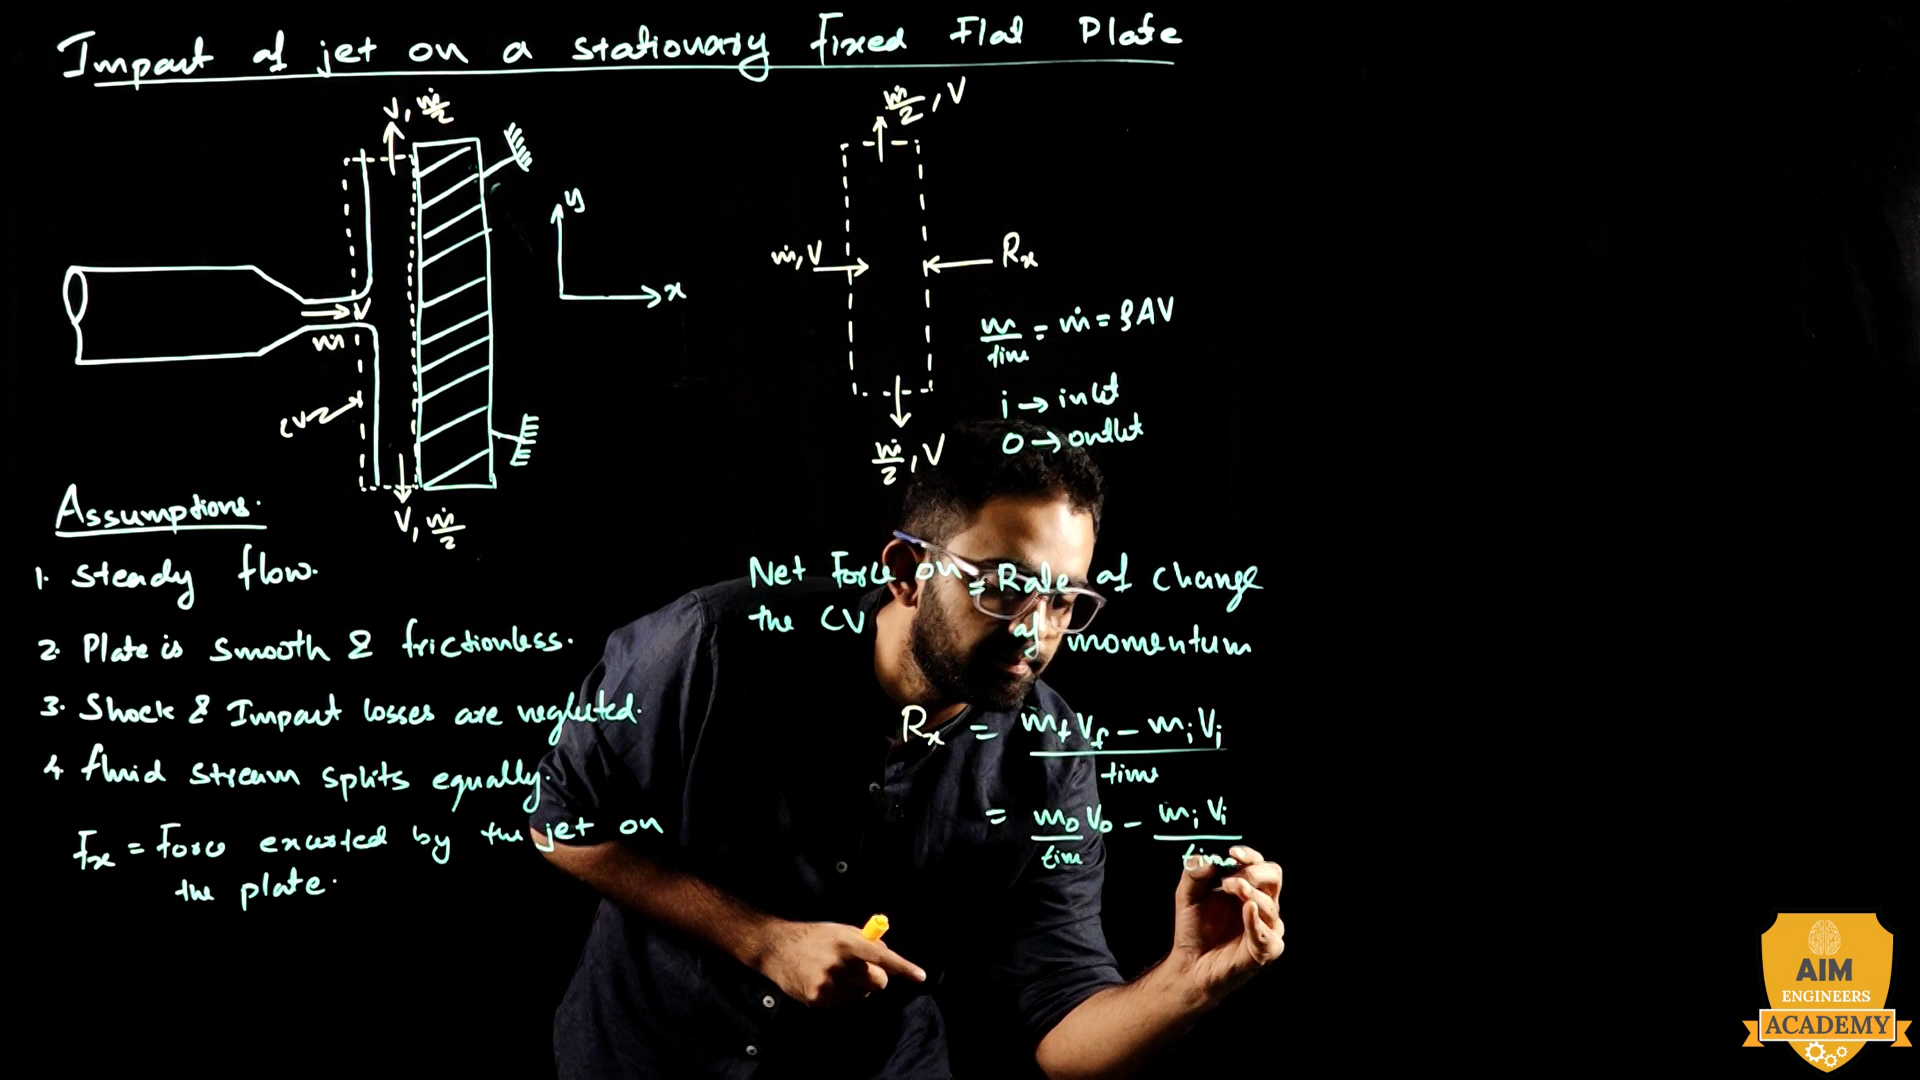 Impact of jet on a stationary fixed Flat Plate
V, ṁ/2
ṁ/2, V
y
x
V
ṁ
CV
V, ṁ/2
ṁ, V
Rx
m/time = ṁ = ρAV
i → inlet
o → outlet
ṁ/2, V
Assumptions.
1. Steady flow.
2. Plate is smooth & frictionless.
3. Shock & Impact losses are neglected.
4. fluid stream splits equally.
Fx = Force exerted by the jet on
the plate.
Net Force on = Rate of change
the CV of momentum
Rx = mfVf - miVi / time
= moVo / time - miVi / time
AIM
ENGINEERS
ACADEMY